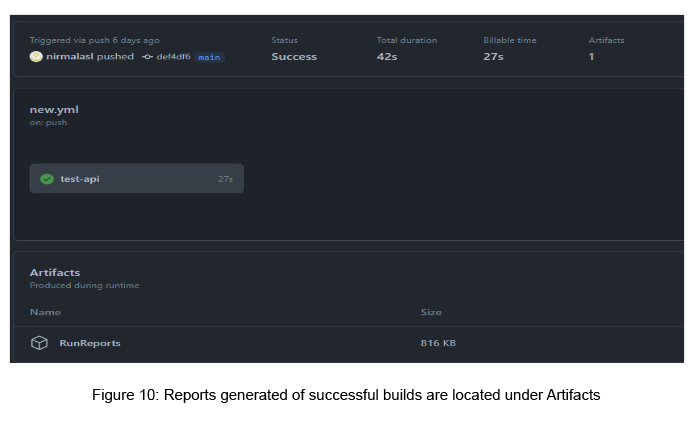 Triggered via push 6 days ago Status Total duration Billable time Artifacts
nirmalasl pushed def4df6 main Success 42s 27s 1
new.yml
on: push
test-api 27s
Artifacts
Produced during runtime
Name Size
RunReports 816 KB
Figure 10: Reports generated of successful builds are located under Artifacts